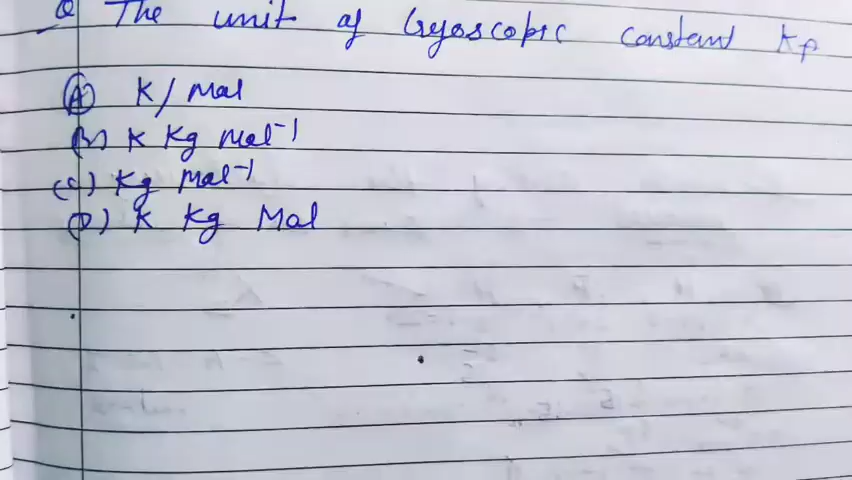 Q The unit of Cryoscopic constant Kf
(A) K/Mol
(B) K Kg Mol⁻¹
(C) Kg Mol⁻¹
(D) K Kg Mol